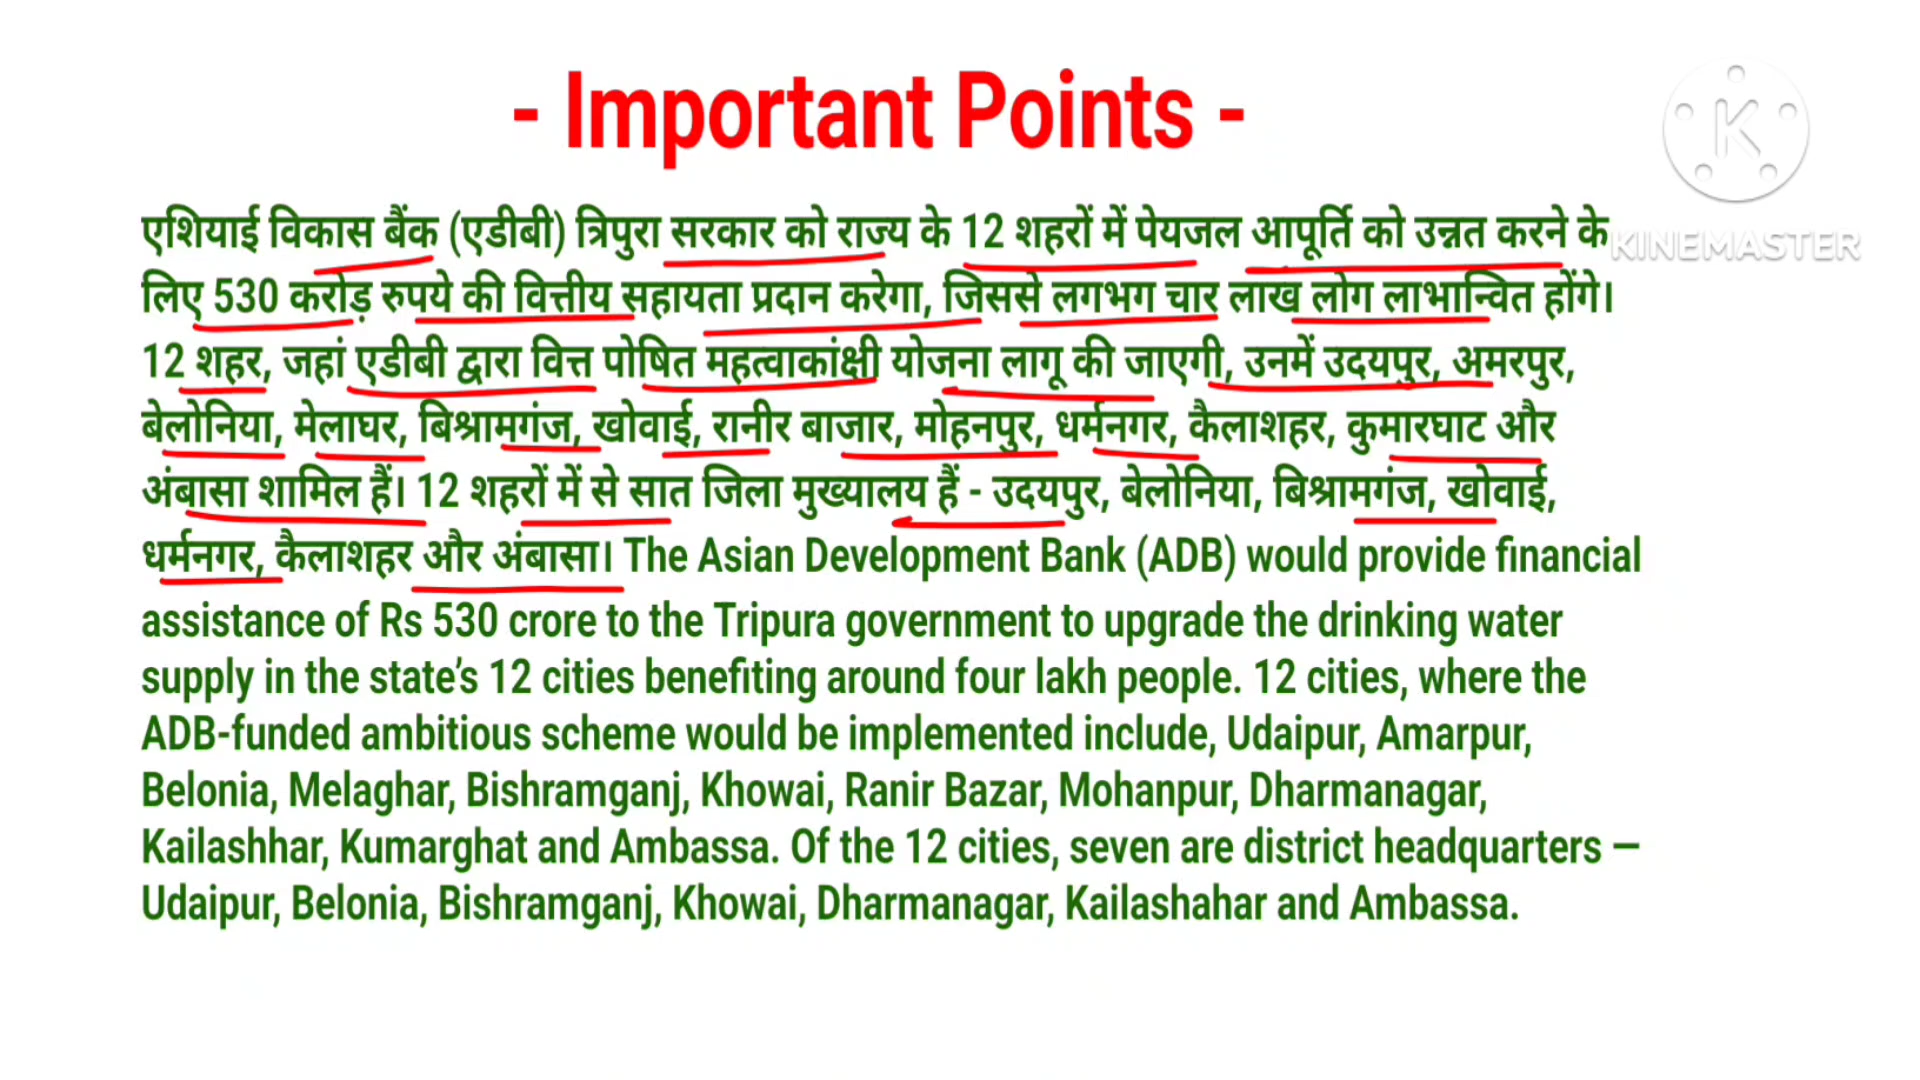 - Important Points -
K
KINEMASTER
एशियाई विकास बैंक (एडीबी) त्रिपुरा सरकार को राज्य के 12 शहरों में पेयजल आपूर्ति को उन्नत करने के
लिए 530 करोड़ रुपये की वित्तीय सहायता प्रदान करेगा, जिससे लगभग चार लाख लोग लाभान्वित होंगे।
12 शहर, जहां एडीबी द्वारा वित्त पोषित महत्वाकांक्षी योजना लागू की जाएगी, उनमें उदयपुर, अमरपुर,
बेलोनिया, मेलाघर, बिश्रामगंज, खोवाई, रानीर बाजार, मोहनपुर, धर्मनगर, कैलाशहर, कुमारघाट और
अंबासा शामिल हैं। 12 शहरों में से सात जिला मुख्यालय हैं - उदयपुर, बेलोनिया, बिश्रामगंज, खोवाई,
धर्मनगर, कैलाशहर और अंबासा। The Asian Development Bank (ADB) would provide financial
assistance of Rs 530 crore to the Tripura government to upgrade the drinking water
supply in the state’s 12 cities benefiting around four lakh people. 12 cities, where the
ADB-funded ambitious scheme would be implemented include, Udaipur, Amarpur,
Belonia, Melaghar, Bishramganj, Khowai, Ranir Bazar, Mohanpur, Dharmanagar,
Kailashhar, Kumarghat and Ambassa. Of the 12 cities, seven are district headquarters —
Udaipur, Belonia, Bishramganj, Khowai, Dharmanagar, Kailashahar and Ambassa.